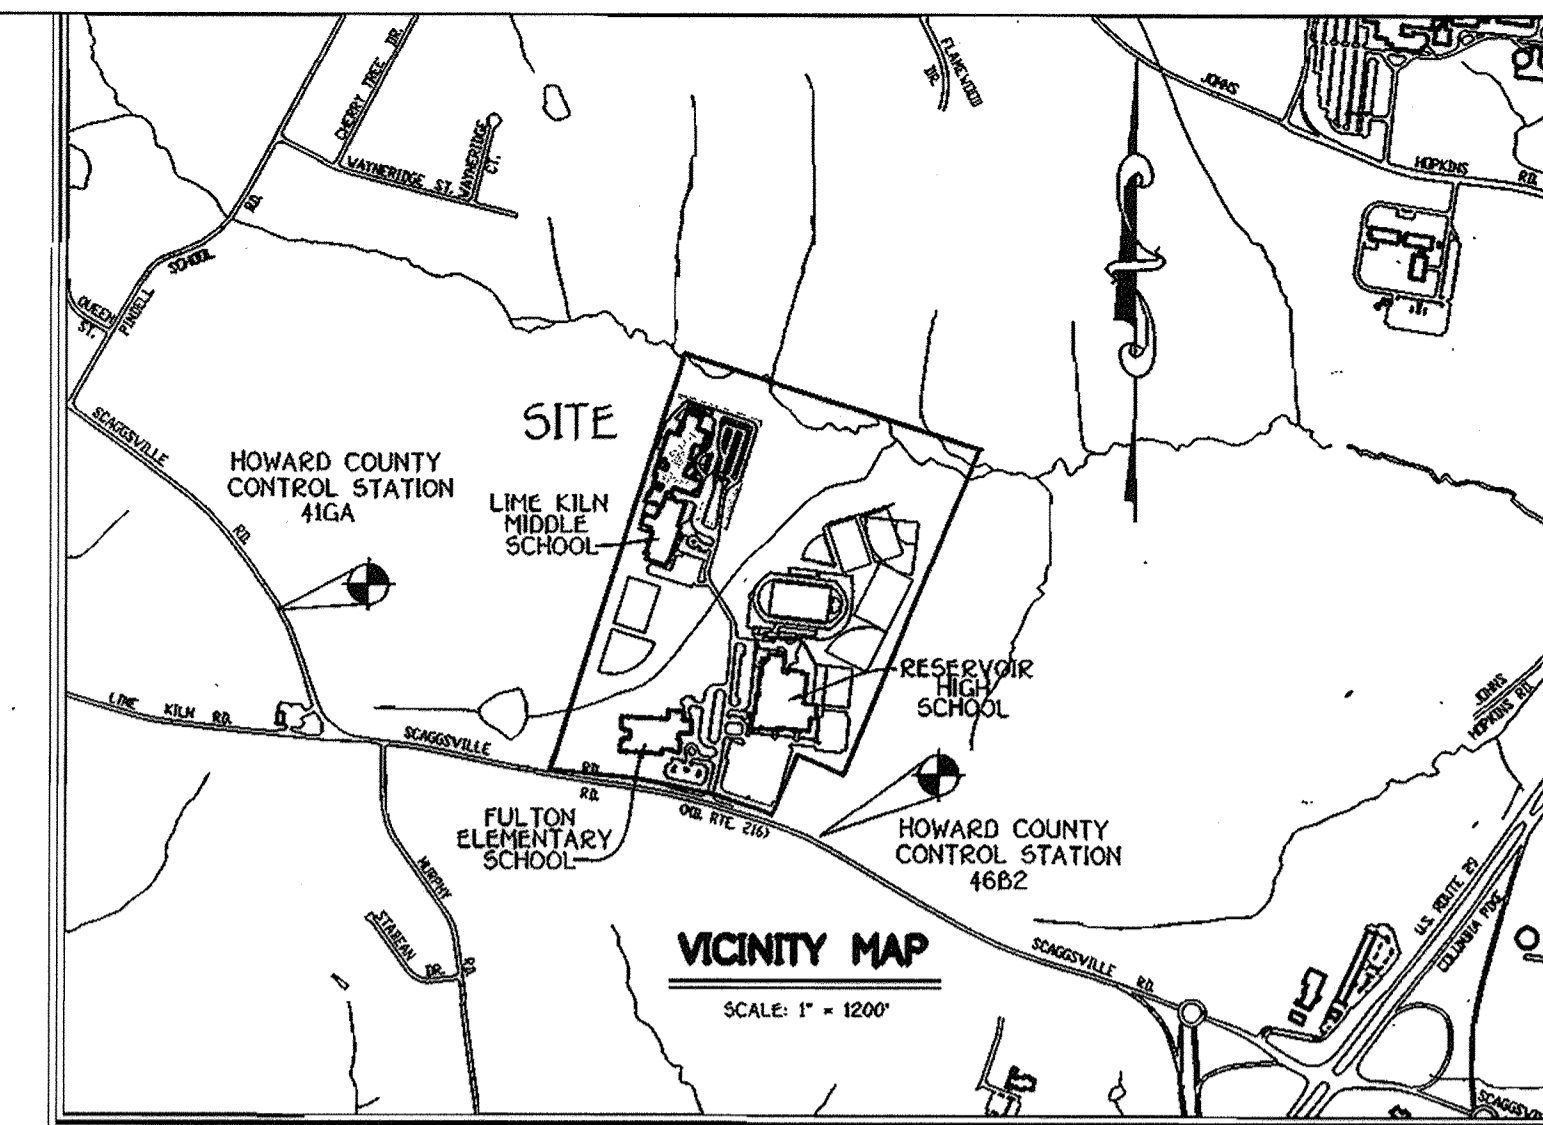 CHERRY TREE DR.
FLAMEWOOD
DR.
JOHNS
HOPKINS RD.
WAYNERIDGE ST.
WAYNERIDGE
CT.
RD.
SCHOOL
PINDELL
QUEEN
ST.
SITE
SCAGGSVILLE
RD.
HOWARD COUNTY
CONTROL STATION
41GA
LIME KILN
MIDDLE
SCHOOL
RESERVOIR
HIGH
SCHOOL
JOHNS
HOPKINS RD.
LIME KILN RD.
SCAGGSVILLE
RD.
RD.
(MD. RTE. 216)
FULTON
ELEMENTARY
SCHOOL
HOWARD COUNTY
CONTROL STATION
46B2
MURPHY
RD.
STABEAN DR.
U.S. ROUTE 29
COLUMBIA PIKE
VICINITY MAP
SCALE: 1" = 1200'
SCAGGSVILLE RD.
SCAGGSV